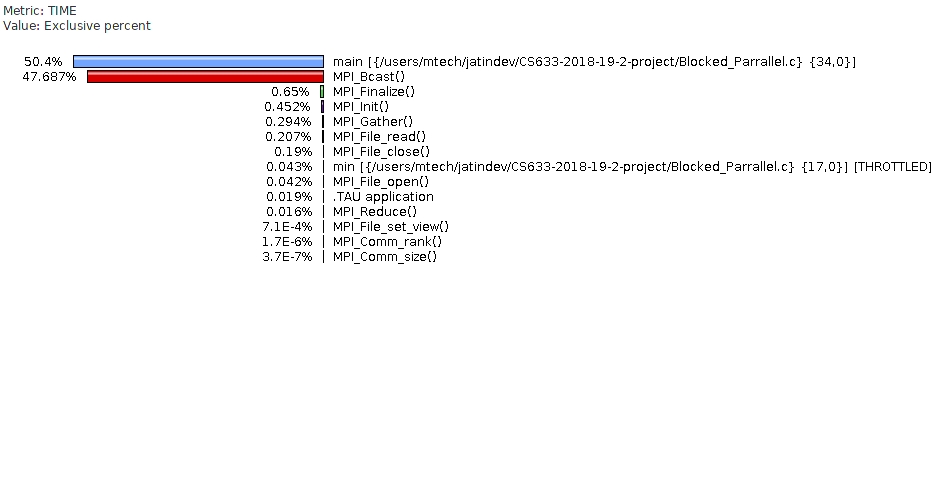 Metric: TIME
Value: Exclusive percent
50.4% main [{/users/mtech/jatindev/CS633-2018-19-2-project/Blocked_Parrallel.c} {34,0}]
47.687% MPI_Bcast()
0.65% MPI_Finalize()
0.452% MPI_Init()
0.294% MPI_Gather()
0.207% MPI_File_read()
0.19% MPI_File_close()
0.043% min [{/users/mtech/jatindev/CS633-2018-19-2-project/Blocked_Parrallel.c} {17,0}] [THROTTLED]
0.042% MPI_File_open()
0.019% .TAU application
0.016% MPI_Reduce()
7.1E-4% MPI_File_set_view()
1.7E-6% MPI_Comm_rank()
3.7E-7% MPI_Comm_size()